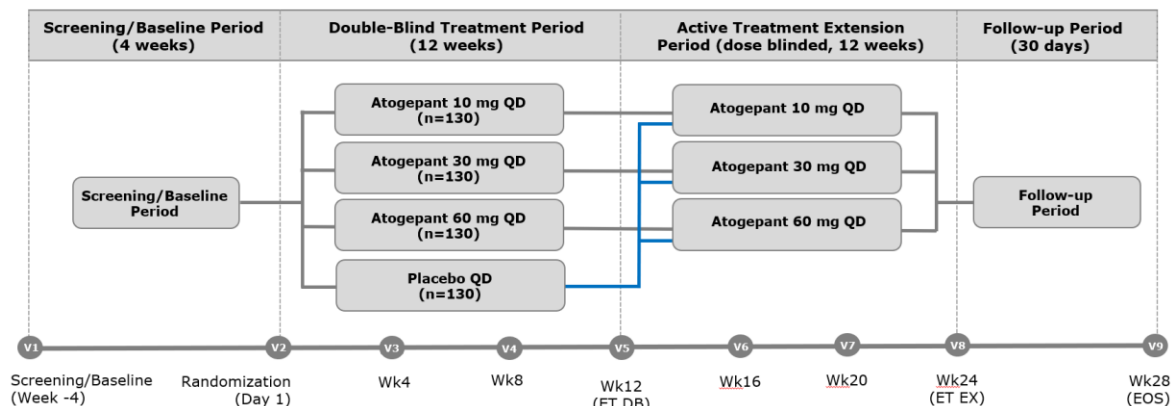 Screening/Baseline Period
(4 weeks)
Double-Blind Treatment Period
(12 weeks)
Active Treatment Extension
Period (dose blinded, 12 weeks)
Follow-up Period
(30 days)
Atogepant 10 mg QD
(n=130)
Atogepant 30 mg QD
(n=130)
Atogepant 60 mg QD
(n=130)
Placebo QD
(n=130)
Screening/Baseline
Period
Atogepant 10 mg QD
Atogepant 30 mg QD
Atogepant 60 mg QD
Follow-up
Period
V1
V2
V3
V4
V5
V6
V7
V8
V9
Screening/Baseline
(Week -4)
Randomization
(Day 1)
Wk4
Wk8
Wk12
(ET DB)
Wk16
Wk20
Wk24
(ET EX)
Wk28
(EOS)